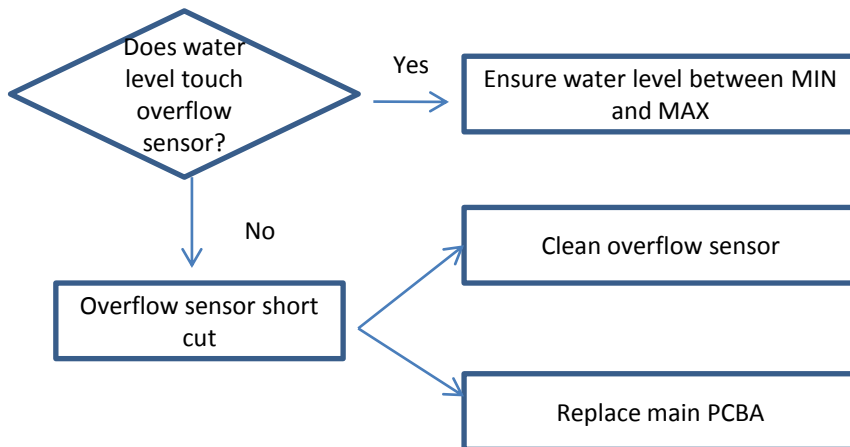 Does water
level touch
overflow
sensor?
Yes
Ensure water level between MIN
and MAX
No
Clean overflow sensor
Overflow sensor short
cut
Replace main PCBA